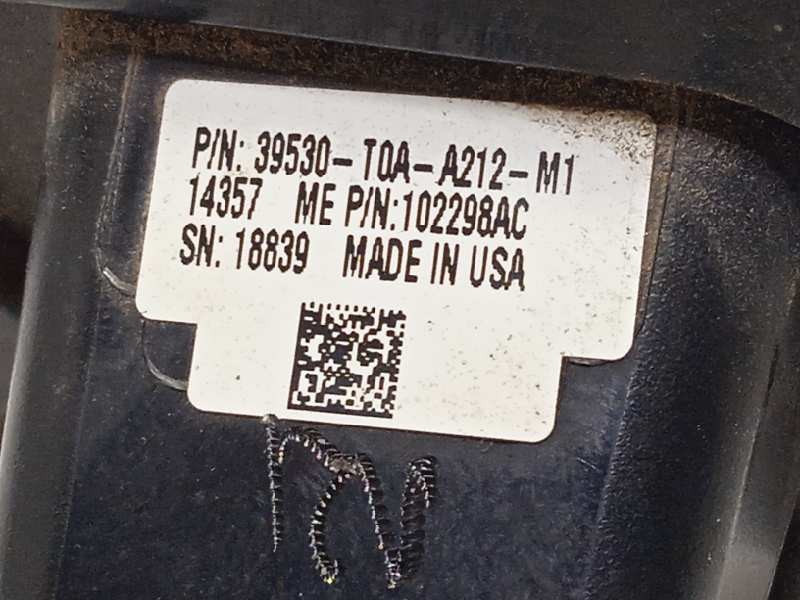 P/N: 39530-T0A-A212-M1
14357 ME P/N:102298AC
SN: 18839 MADE IN USA